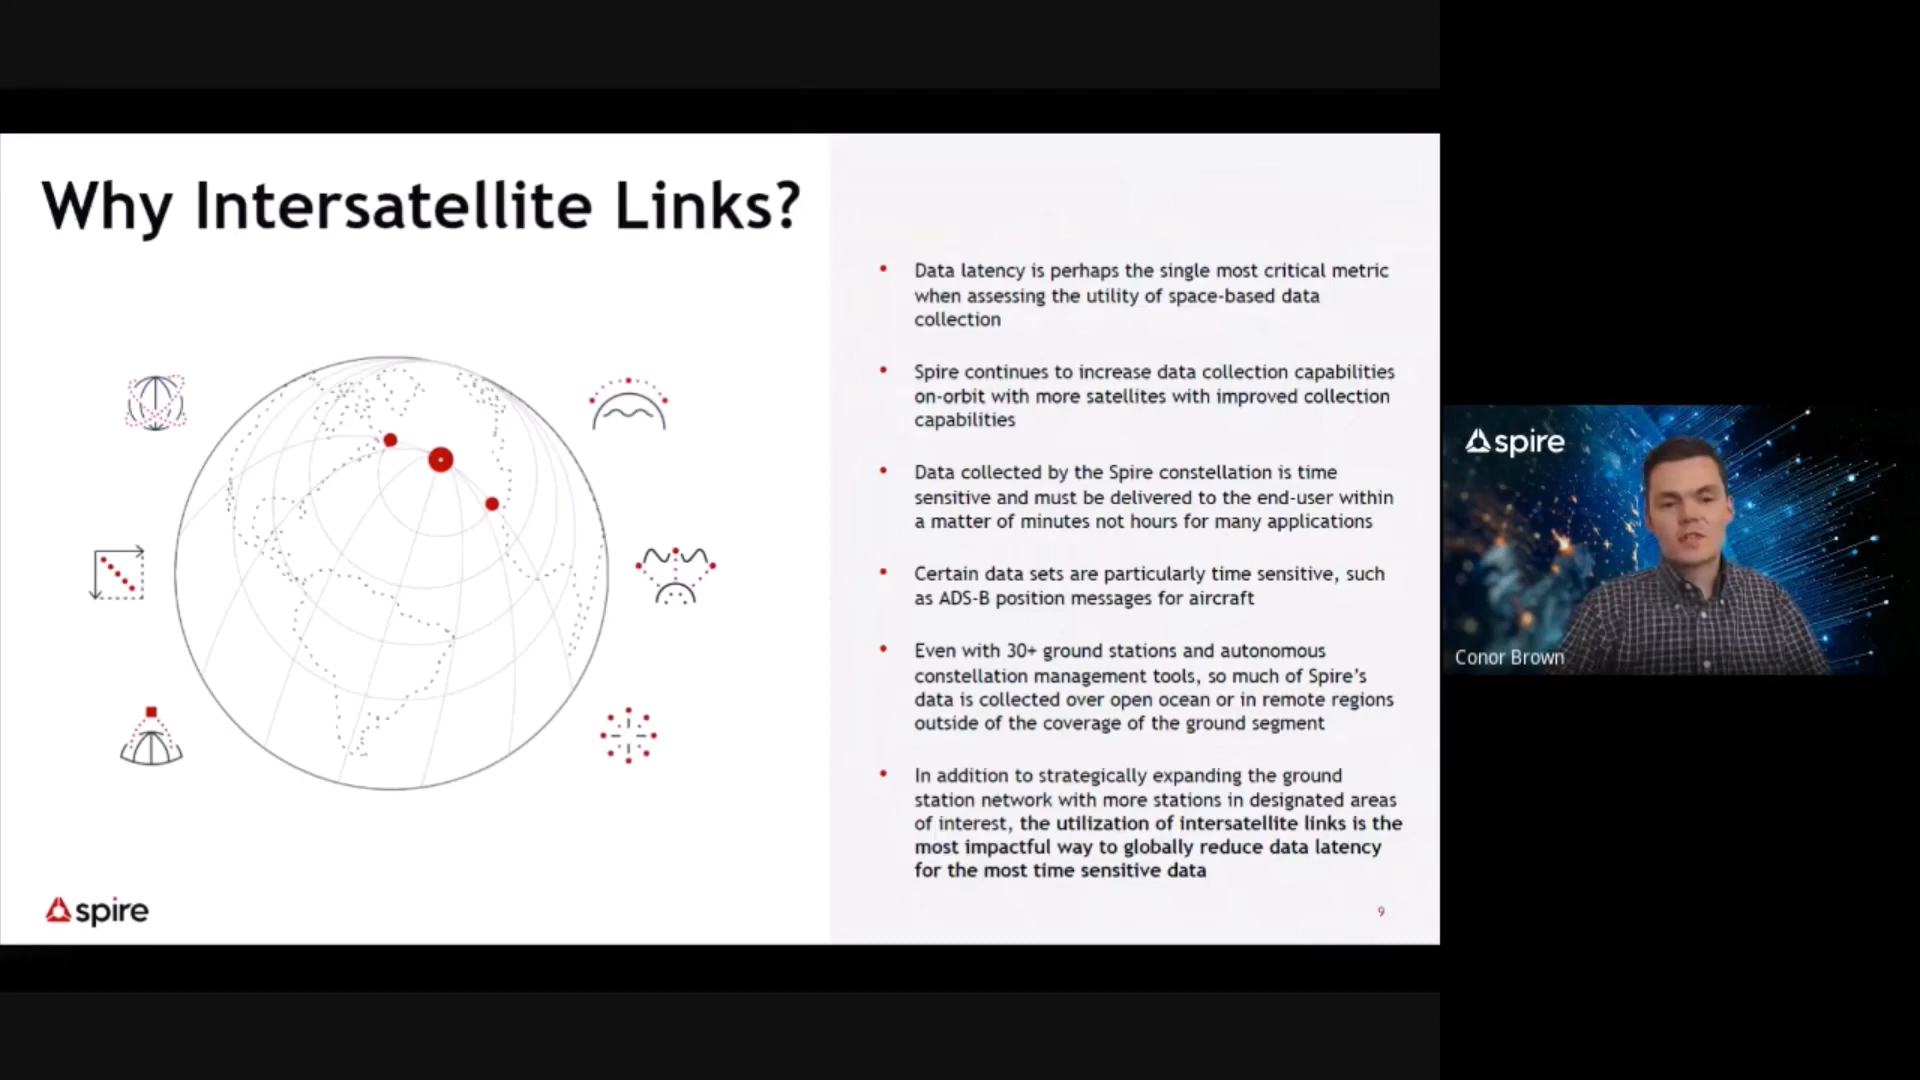 Why Intersatellite Links?
• Data latency is perhaps the single most critical metric
when assessing the utility of space-based data
collection
• Spire continues to increase data collection capabilities
on-orbit with more satellites with improved collection
capabilities
• Data collected by the Spire constellation is time
sensitive and must be delivered to the end-user within
a matter of minutes not hours for many applications
• Certain data sets are particularly time sensitive, such
as ADS-B position messages for aircraft
• Even with 30+ ground stations and autonomous
constellation management tools, so much of Spire's
data is collected over open ocean or in remote regions
outside of the coverage of the ground segment
• In addition to strategically expanding the ground
station network with more stations in designated areas
of interest, the utilization of intersatellite links is the
most impactful way to globally reduce data latency
for the most time sensitive data
spire
9
spire
Conor Brown